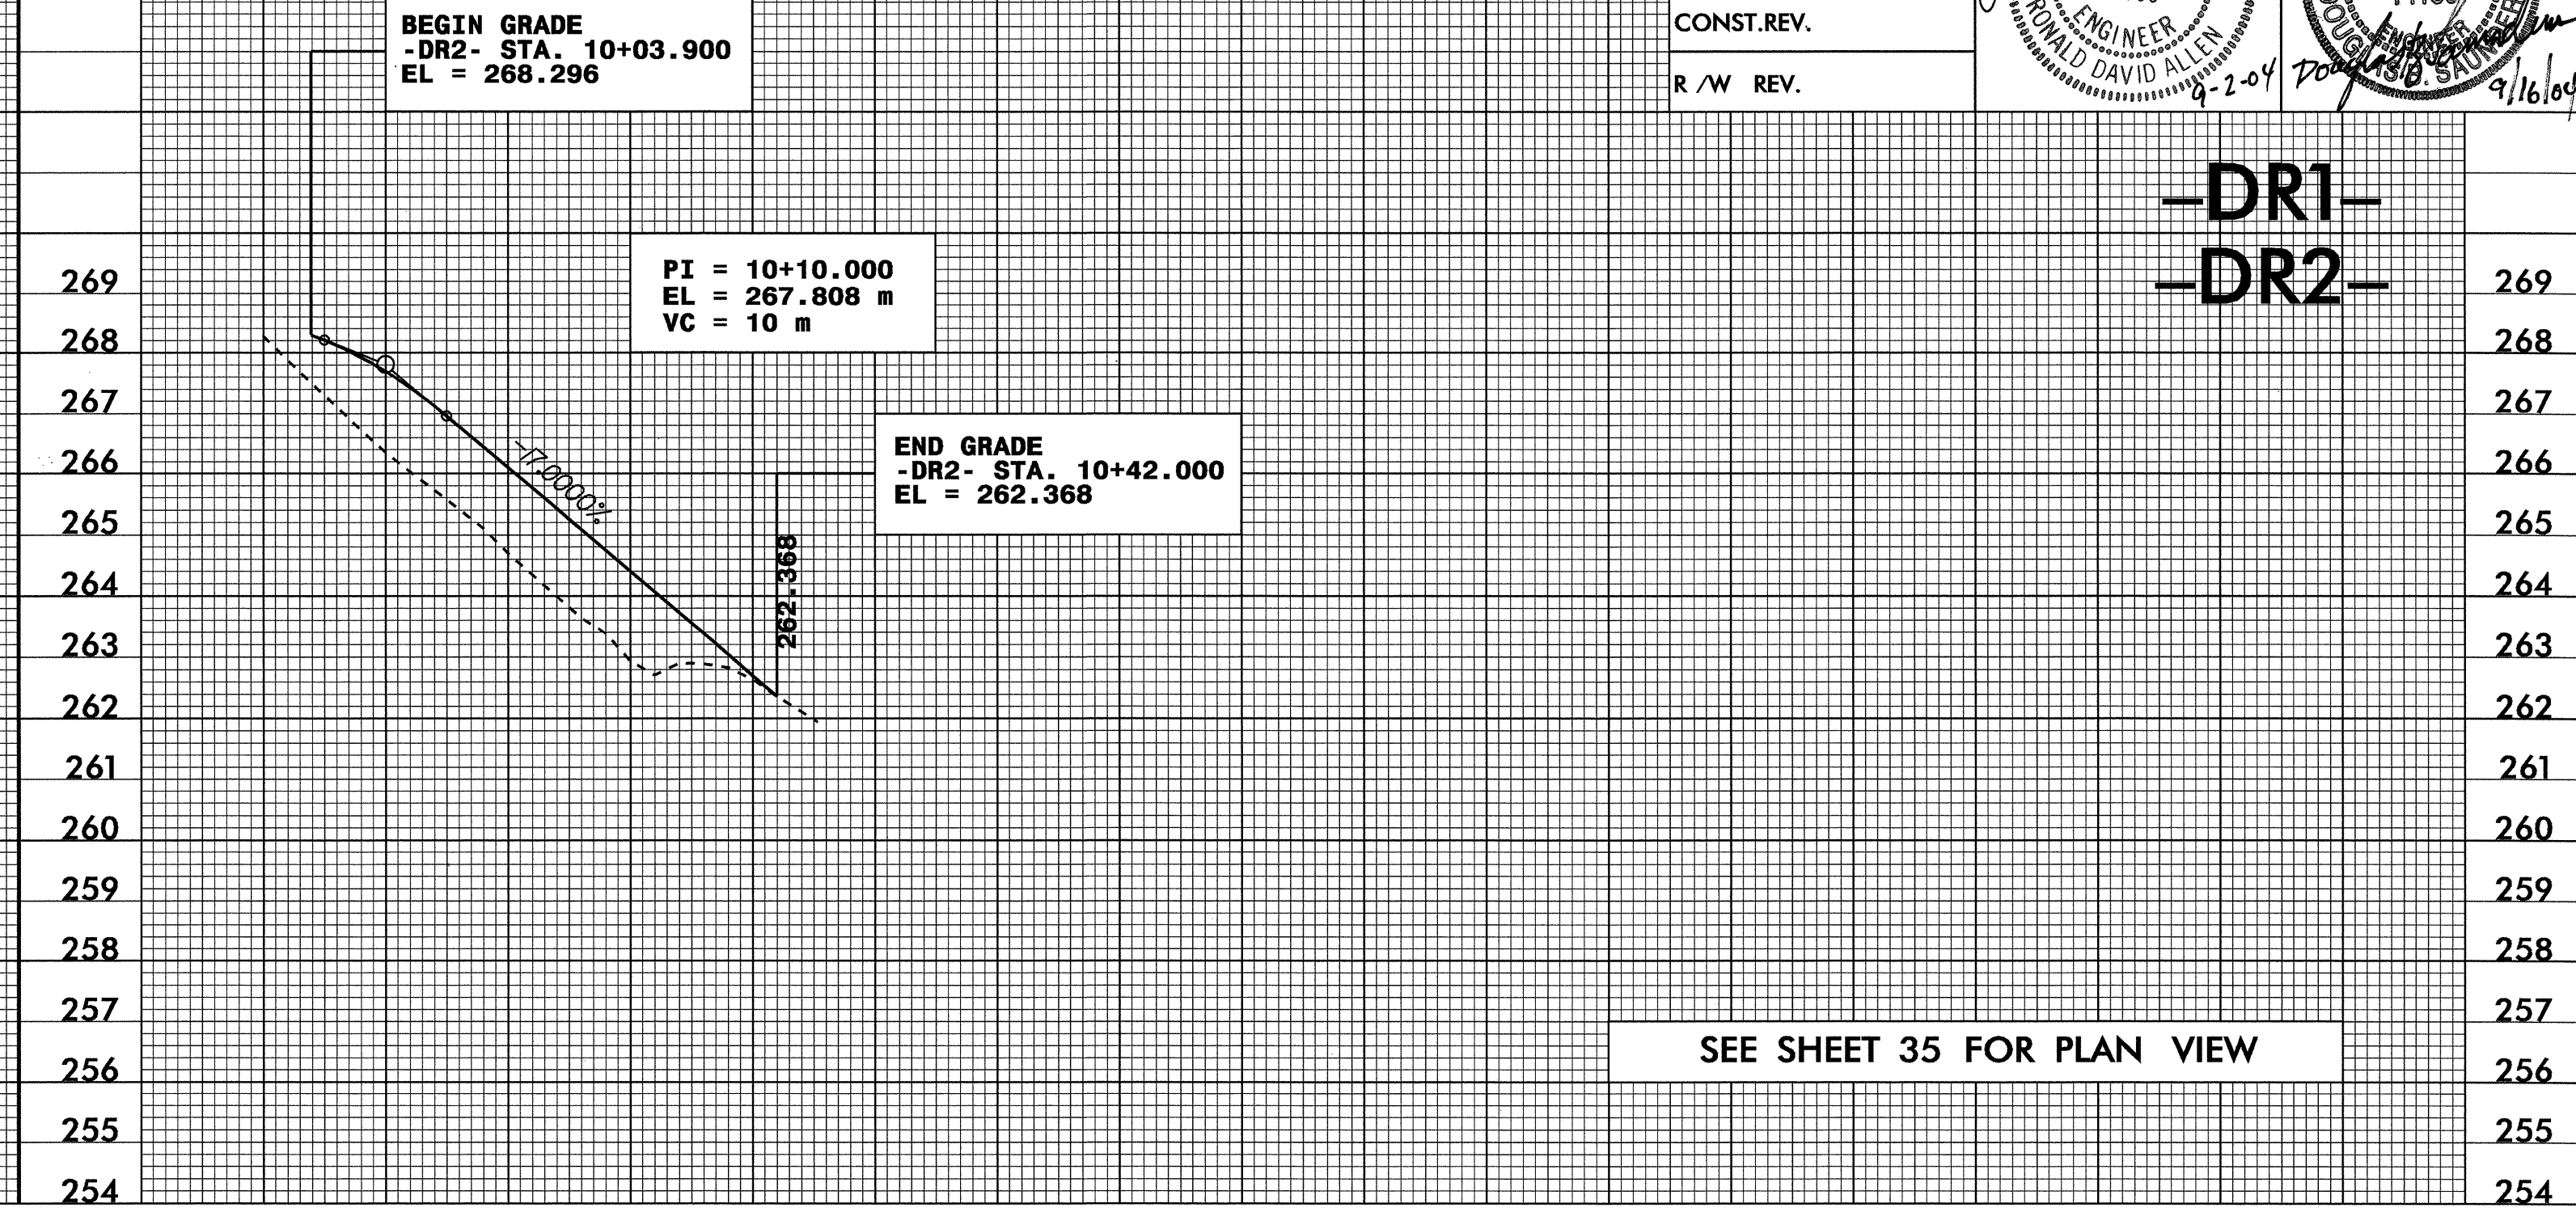 BEGIN GRADE
-DR2- STA. 10+03.900
EL = 268.296
CONST.REV.
R/W REV.
ENGINEER
RONALD DAVID ALLEN
9-2-04
ENGINEER
DOUGLAS B. SAUNDERS
9/16/04
-DR1-
-DR2-
PI = 10+10.000
EL = 267.808 m
VC = 10 m
END GRADE
-DR2- STA. 10+42.000
EL = 262.368
-17.0000%
262.368
269 269
268 268
267 267
266 266
265 265
264 264
263 263
262 262
261 261
260 260
259 259
258 258
257 257
SEE SHEET 35 FOR PLAN VIEW
256 256
255 255
254 254